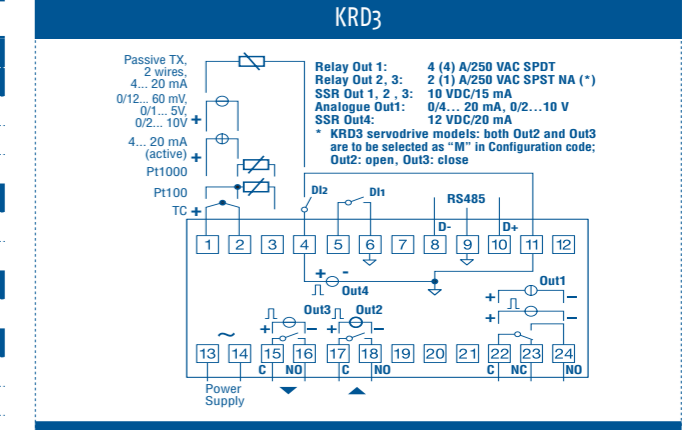 KRD3
Passive TX,
2 wires,
4... 20 mA
0/12... 60 mV,
0/1... 5V,
0/2... 10V +
4... 20 mA
(active) +
Pt1000
Pt100
TC +
Relay Out 1: 4 (4) A/250 VAC SPDT
Relay Out 2, 3: 2 (1) A/250 VAC SPST NA (*)
SSR Out 1, 2 , 3: 10 VDC/15 mA
Analogue Out1: 0/4... 20 mA, 0/2...10 V
SSR Out4: 12 VDC/20 mA
* KRD3 servodrive models: both Out2 and Out3
are to be selected as “M” in Configuration code;
Out2: open, Out3: close
DI2 DI1 RS485
D- D+
1 2 3 4 5 6 7 8 9 10 11 12
+ -
Out4
Out1
+ −
Out3 Out2
+ − + − + −
~
13 14 15 16 17 18 19 20 21 22 23 24
C NO C NO C NC NO
Power
Supply